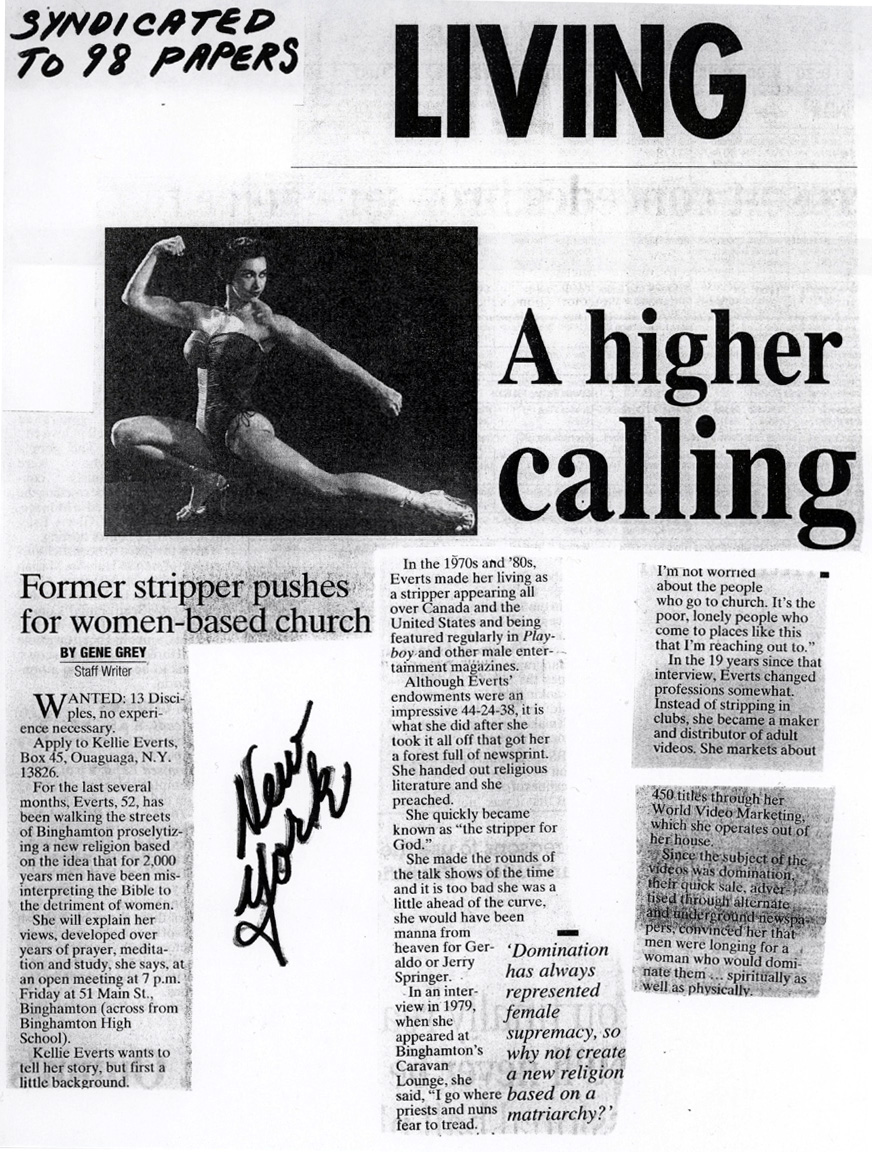 SYNDICATED
TO 98 PAPERS
LIVING
A higher
calling
Former stripper pushes
for women-based church
BY GENE GREY
Staff Writer
WANTED: 13 Disci-
ples, no experi-
ence necessary.
Apply to Kellie Everts,
Box 45, Ouaguaga, N.Y.
13826.
For the last several
months, Everts, 52, has
been walking the streets
of Binghamton proselytiz-
ing a new religion based
on the idea that for 2,000
years men have been mis-
interpreting the Bible to
the detriment of women.
She will explain her
views, developed over
years of prayer, medita-
tion and study, she says, at
an open meeting at 7 p.m.
Friday at 51 Main St.,
Binghamton (across from
Binghamton High
School).
Kellie Everts wants to
tell her story, but first a
little background.
New
York
In the 1970s and '80s,
Everts made her living as
a stripper appearing all
over Canada and the
United States and being
featured regularly in Play-
boy and other male enter-
tainment magazines.
Although Everts'
endowments were an
impressive 44-24-38, it is
what she did after she
took it all off that got her
a forest full of newsprint.
She handed out religious
literature and she
preached.
She quickly became
known as "the stripper for
God."
She made the rounds of
the talk shows of the time
and it is too bad she was a
little ahead of the curve,
she would have been
manna from
heaven for Ger-
aldo or Jerry
Springer.
In an inter-
view in 1979,
when she
appeared at
Binghamton's
Caravan
Lounge, she
said, "I go where
priests and nuns
fear to tread.
'Domination
has always
represented
female
supremacy, so
why not create
a new religion
based on a
matriarchy?'
I'm not worried
about the people
who go to church. It's the
poor, lonely people who
come to places like this
that I'm reaching out to."
In the 19 years since that
interview, Everts changed
professions somewhat.
Instead of stripping in
clubs, she became a maker
and distributor of adult
videos. She markets about
450 titles through her
World Video Marketing,
which she operates out of
her house.
Since the subject of the
videos was domination,
their quick sale, adver-
tised through alternate
and underground newspa-
pers, convinced her that
men were longing for a
woman who would domi-
nate them ... spiritually as
well as physically.